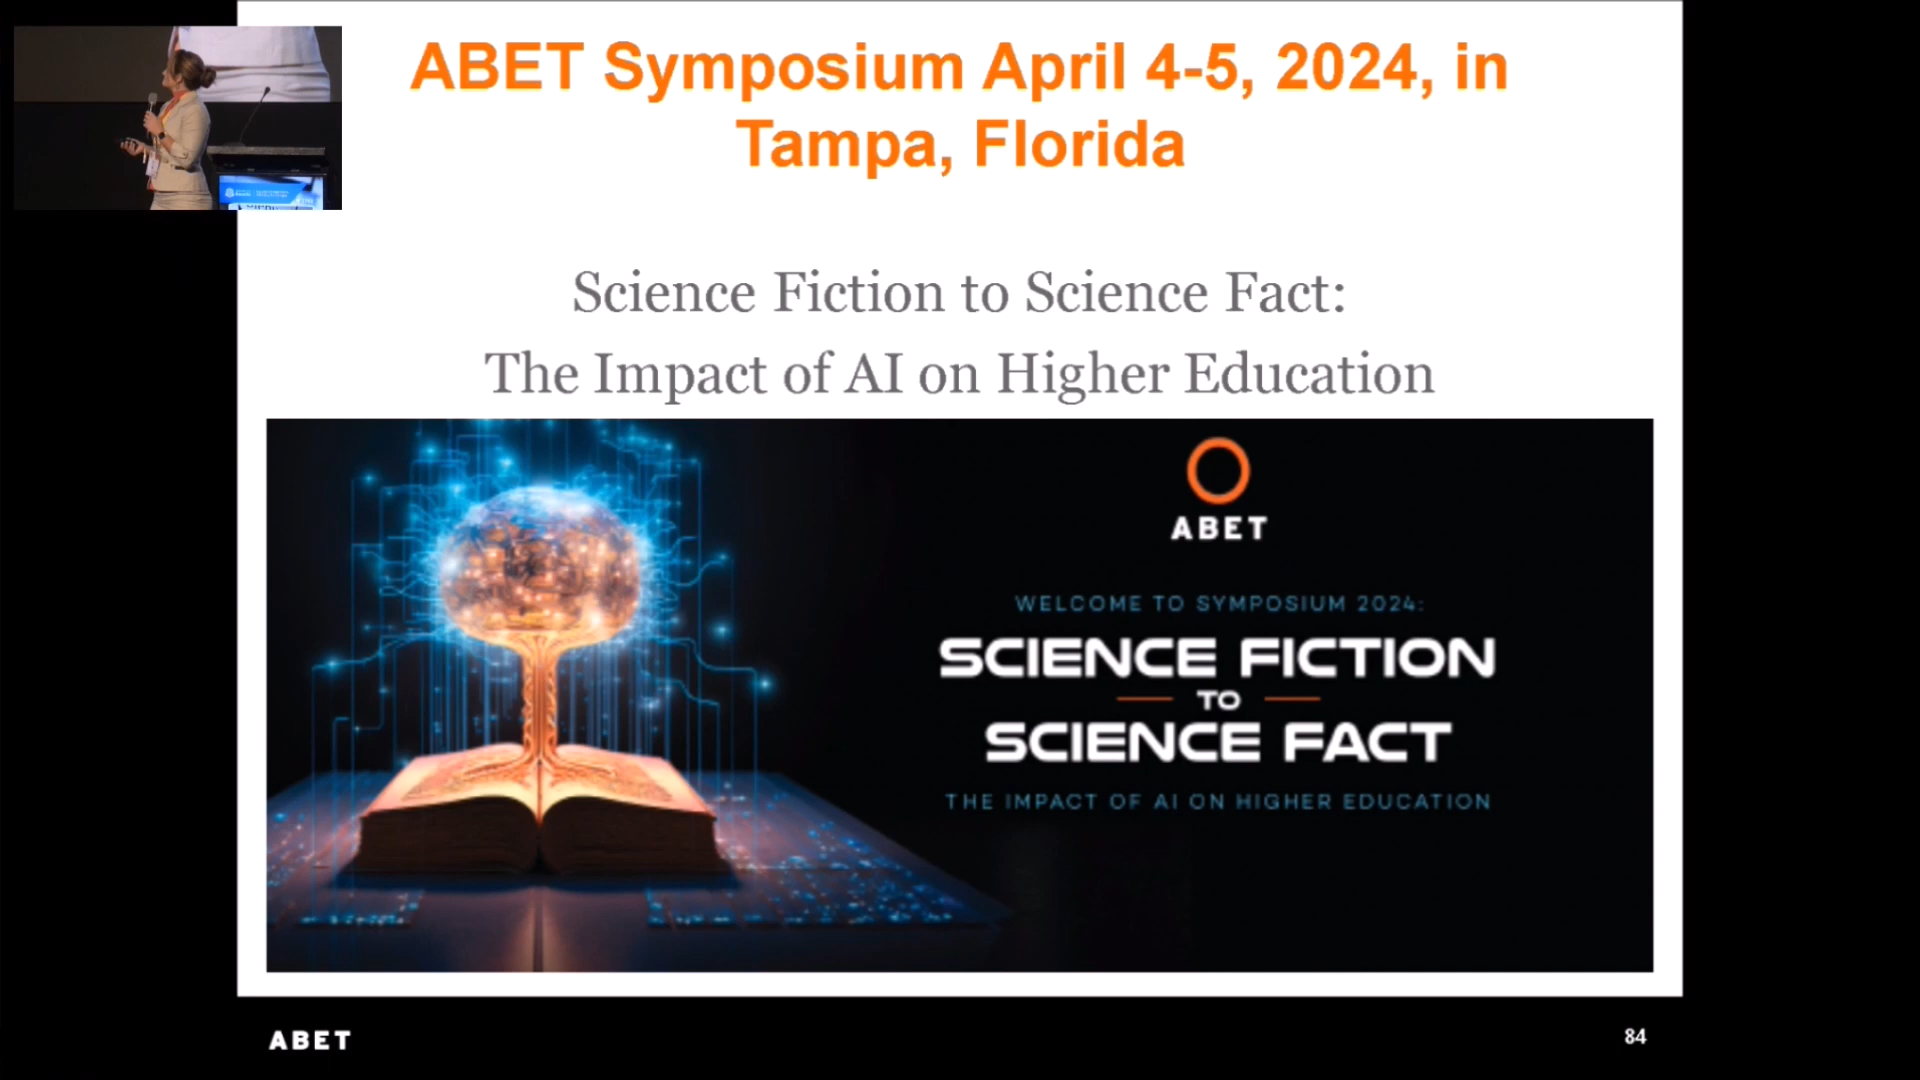 ABET Symposium April 4-5, 2024, in
Tampa, Florida
Science Fiction to Science Fact:
The Impact of AI on Higher Education
ABET
WELCOME TO SYMPOSIUM 2024:
SCIENCE FICTION
TO
SCIENCE FACT
THE IMPACT OF AI ON HIGHER EDUCATION
ABET
84